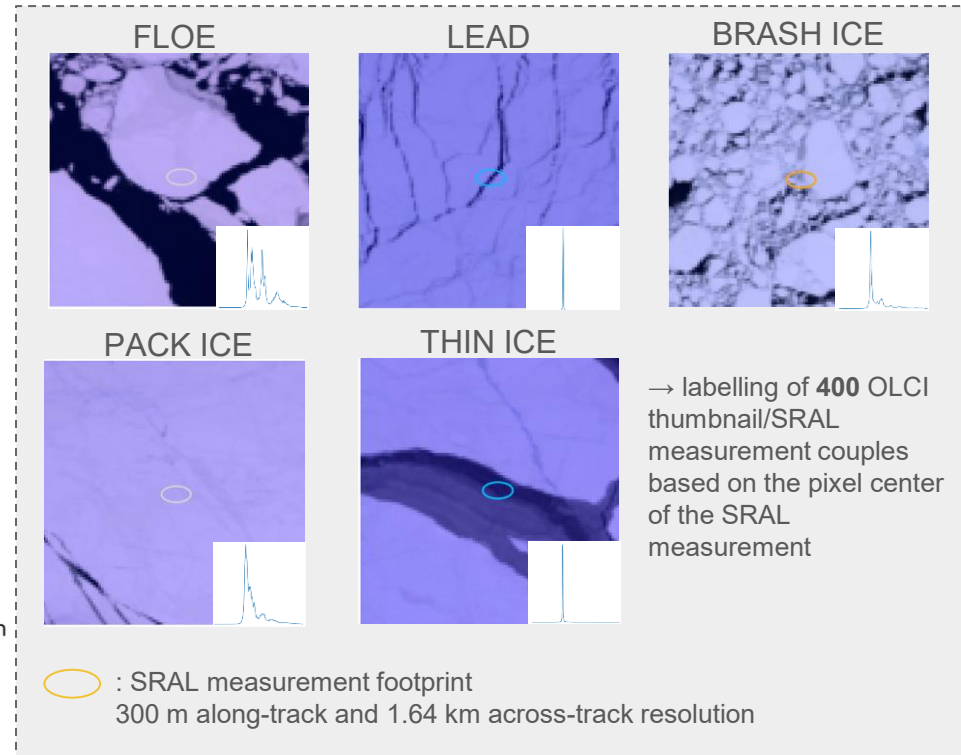 FLOE
LEAD
BRASH ICE
PACK ICE
THIN ICE
→ labelling of 400 OLCI
thumbnail/SRAL
measurement couples
based on the pixel center
of the SRAL
measurement
n
: SRAL measurement footprint
300 m along-track and 1.64 km across-track resolution